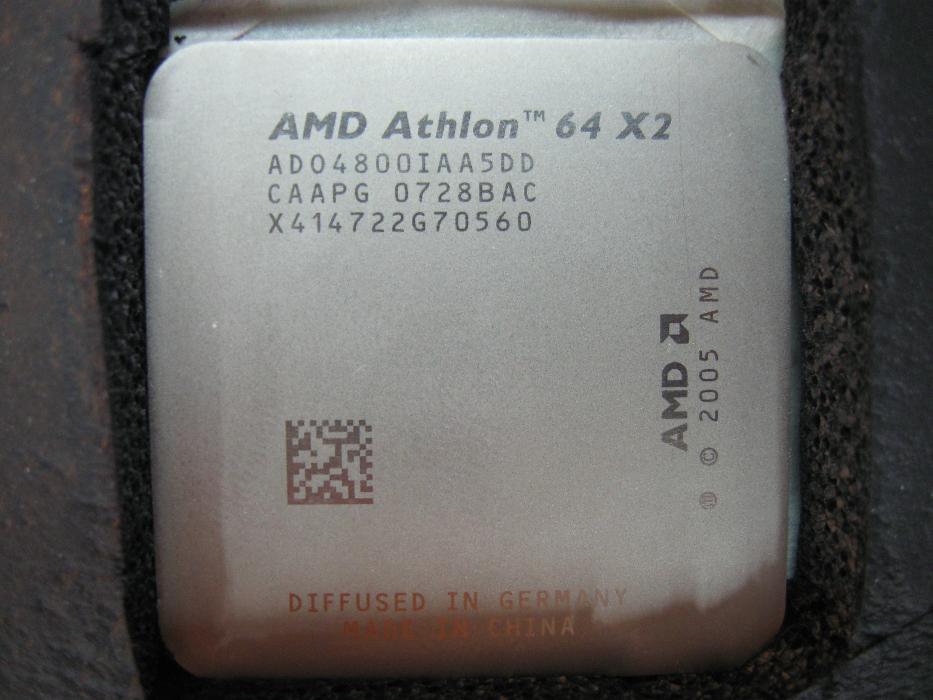 AMD Athlon™ 64 X2
ADO4800IAA5DD
CAAPG 0728BAC
X414722G70560
AMD
© 2005 AMD
DIFFUSED IN GERMANY
MADE IN CHINA